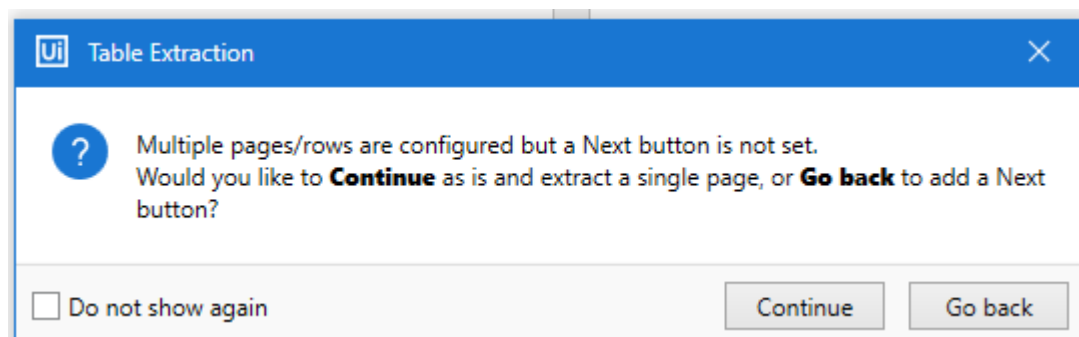 Ui Table Extraction
?
Multiple pages/rows are configured but a Next button is not set.
Would you like to Continue as is and extract a single page, or Go back to add a Next
button?
Do not show again
Continue
Go back